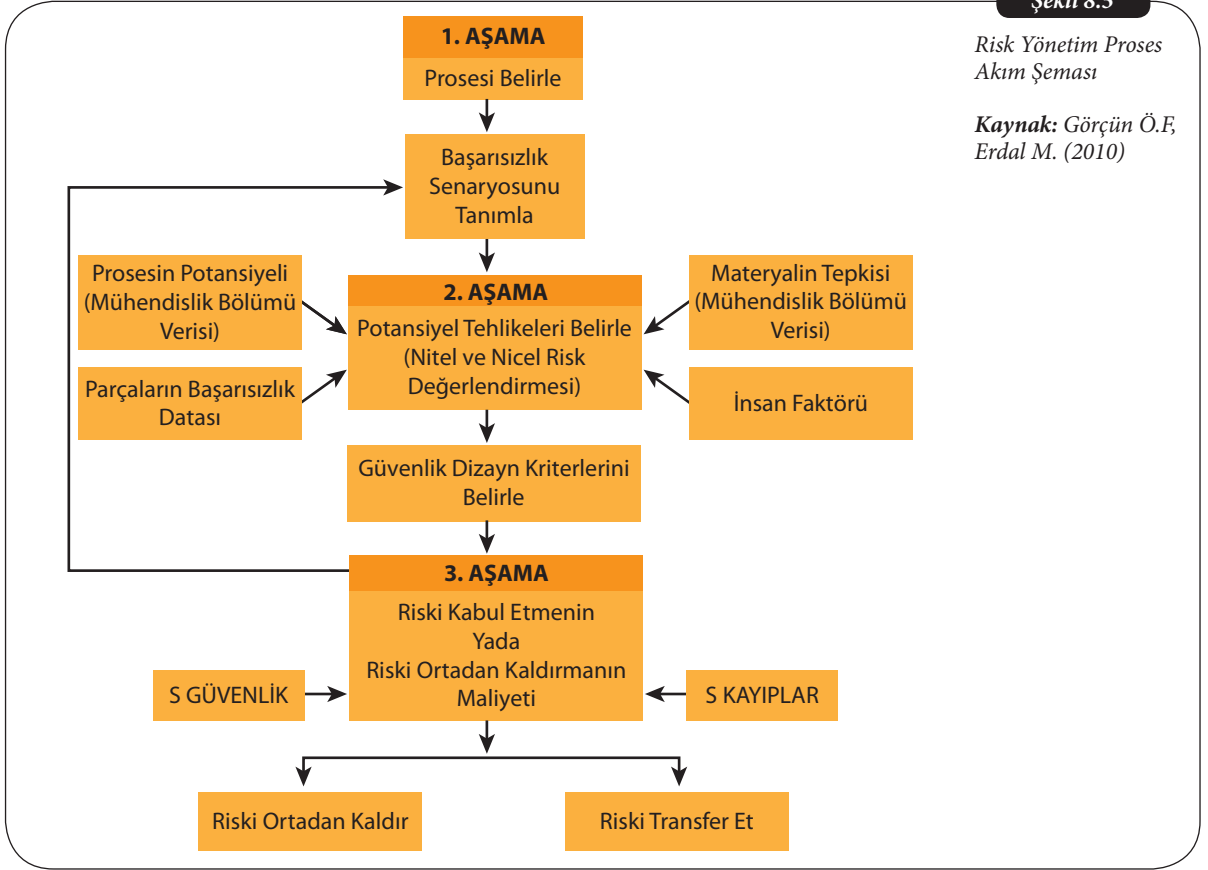 Şekil 8.5
Risk Yönetim Proses
Akım Şeması
Kaynak: Görçün Ö.F,
Erdal M. (2010)
1. AŞAMA
Prosesi Belirle
Başarısızlık
Senaryosunu
Tanımla
Prosesin Potansiyeli
(Mühendislik Bölümü
Verisi)
Parçaların Başarısızlık
Datası
2. AŞAMA
Potansiyel Tehlikeleri Belirle
(Nitel ve Nicel Risk
Değerlendirmesi)
Materyalin Tepkisi
(Mühendislik Bölümü
Verisi)
İnsan Faktörü
Güvenlik Dizayn Kriterlerini
Belirle
3. AŞAMA
Riski Kabul Etmenin
Yada
Riski Ortadan Kaldırmanın
Maliyeti
S GÜVENLİK
S KAYIPLAR
Riski Ortadan Kaldır
Riski Transfer Et